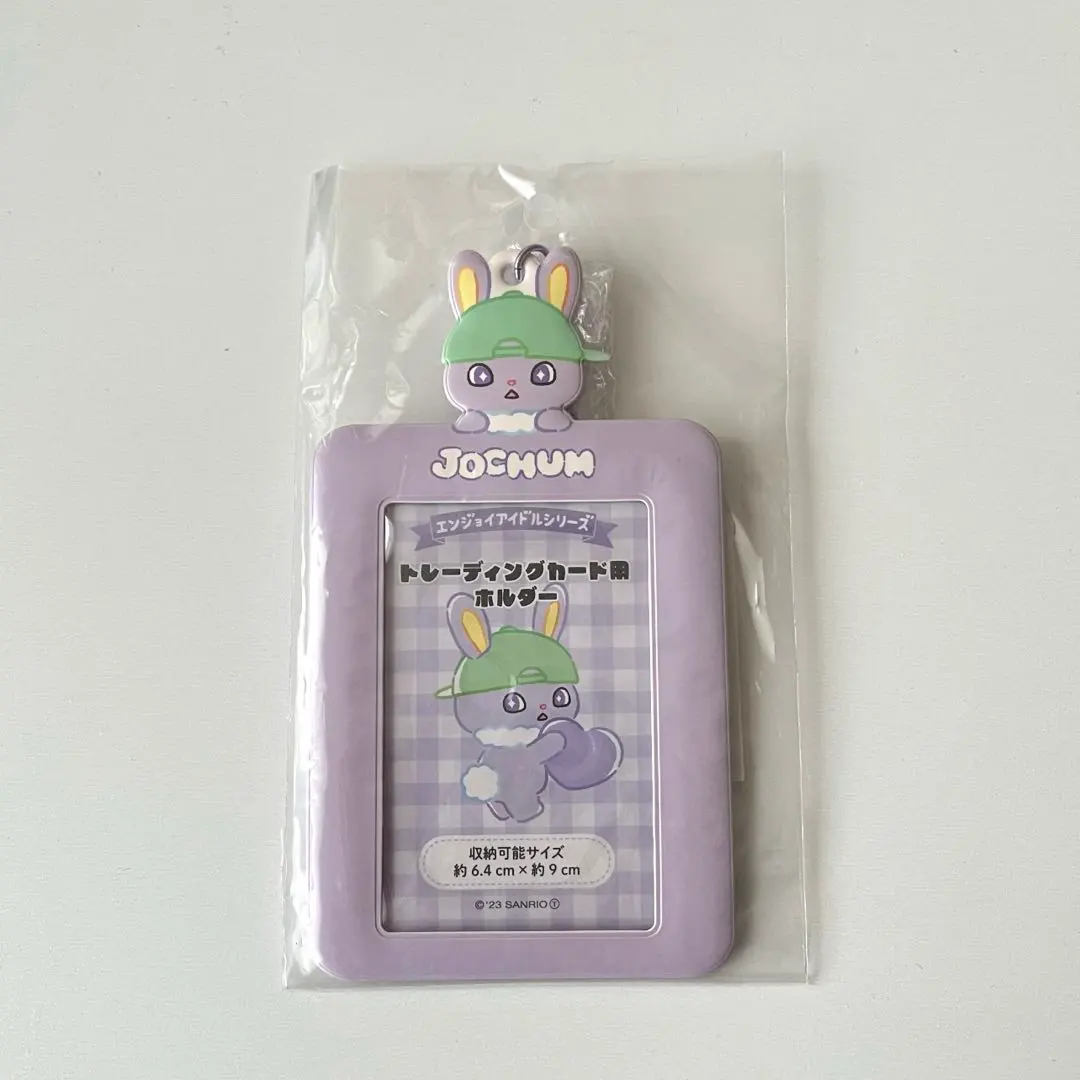 JOCHUM
エンジョイアイドルシリーズ
トレーディングカード用
ホルダー
収納可能サイズ
約6.4 cm × 約9 cm
©'23 SANRIO Ⓣ